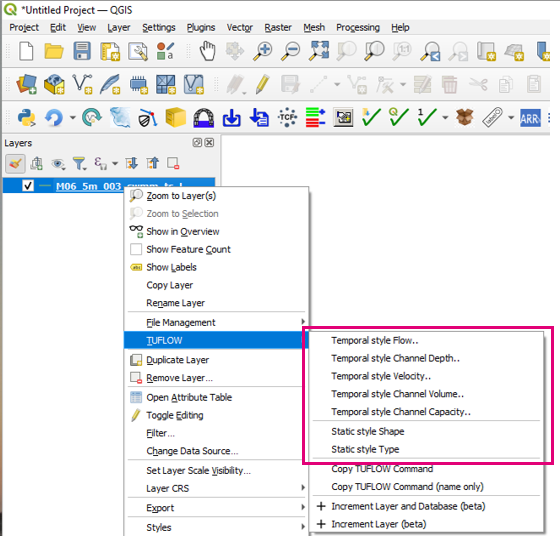 *Untitled Project — QGIS
Project Edit View Layer Settings Plugins Vector Raster Mesh Processing Help
TCF
ARR
Layers
M06_5m_003_swmm_ts_L
Zoom to Layer(s)
Zoom to Selection
Show in Overview
Show Feature Count
abc Show Labels
Copy Layer
Rename Layer
File Management
TUFLOW
Duplicate Layer
Remove Layer...
Open Attribute Table
Toggle Editing
Filter...
Change Data Source...
Set Layer Scale Visibility...
Layer CRS
Export
Styles
Temporal style Flow..
Temporal style Channel Depth..
Temporal style Velocity..
Temporal style Channel Volume..
Temporal style Channel Capacity..
Static style Shape
Static style Type
Copy TUFLOW Command
Copy TUFLOW Command (name only)
Increment Layer and Database (beta)
Increment Layer (beta)